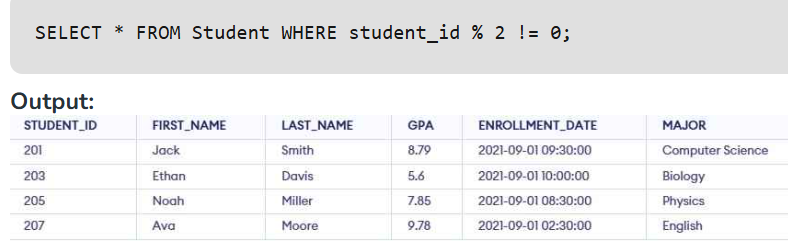 SELECT * FROM Student WHERE student_id % 2 != 0;
Output:
STUDENT_ID FIRST_NAME LAST_NAME GPA ENROLLMENT_DATE MAJOR
201 Jack Smith 8.79 2021-09-01 09:30:00 Computer Science
203 Ethan Davis 5.6 2021-09-01 10:00:00 Biology
205 Noah Miller 7.85 2021-09-01 08:30:00 Physics
207 Ava Moore 9.78 2021-09-01 02:30:00 English